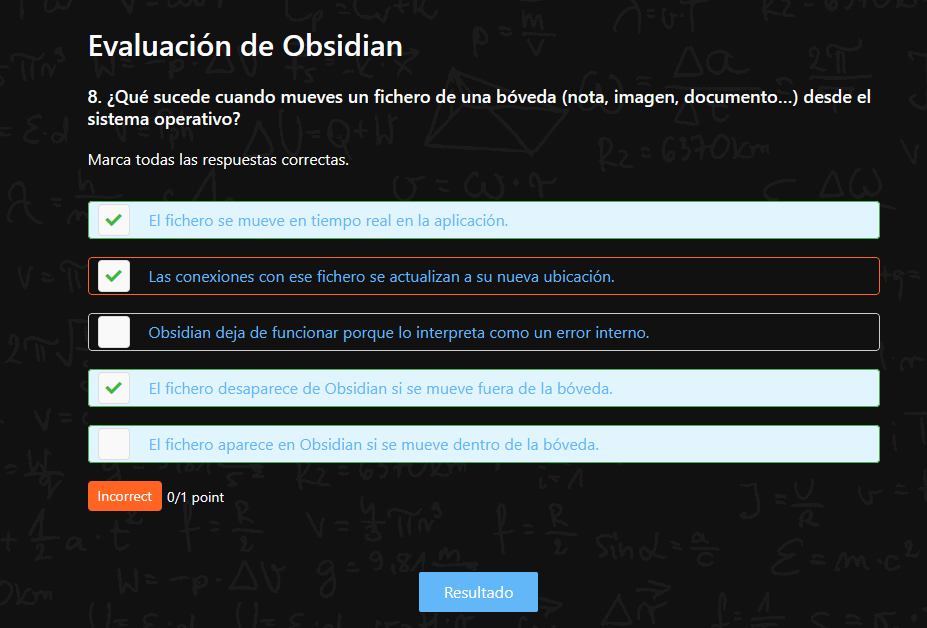 Evaluación de Obsidian
8. ¿Qué sucede cuando mueves un fichero de una bóveda (nota, imagen, documento...) desde el
sistema operativo?
Marca todas las respuestas correctas.
El fichero se mueve en tiempo real en la aplicación.
Las conexiones con ese fichero se actualizan a su nueva ubicación.
Obsidian deja de funcionar porque lo interpreta como un error interno.
El fichero desaparece de Obsidian si se mueve fuera de la bóveda.
El fichero aparece en Obsidian si se mueve dentro de la bóveda.
Incorrect 0/1 point
Resultado